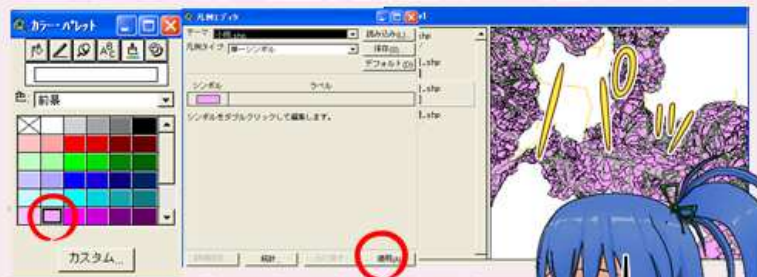 カラー・パレット
色: 前景
カスタム...
凡例エディタ
テーマ
.shp
読み込み(L)...
凡例タイプ: 単一シンボル
保存(S)...
デフォルト(D)
シンボル
ラベル
シンボルをダブルクリックして編集します。
統計...
適用(A)
.shp
.shp
.shp
パパッ